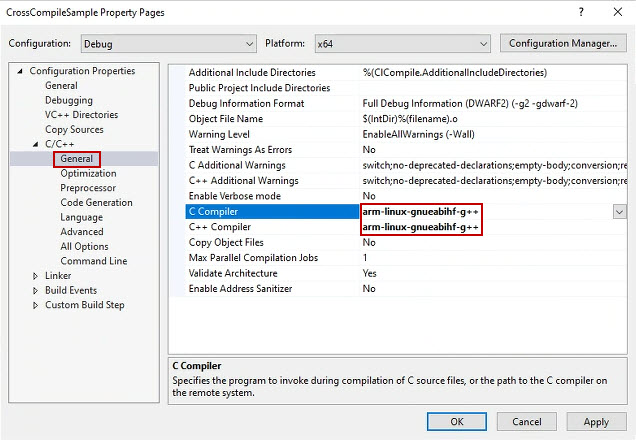 CrossCompileSample Property Pages ? ×
Configuration: Debug Platform: x64 Configuration Manager...
Configuration Properties
General
Debugging
VC++ Directories
Copy Sources
C/C++
General
Optimization
Preprocessor
Code Generation
Language
Advanced
All Options
Command Line
Linker
Build Events
Custom Build Step
Additional Include Directories %(ClCompile.AdditionalIncludeDirectories)
Public Project Include Directories
Debug Information Format Full Debug Information (DWARF2) (-g2 -gdwarf-2)
Object File Name $(IntDir)%(filename).o
Warning Level EnableAllWarnings (-Wall)
Treat Warnings As Errors No
C Additional Warnings switch;no-deprecated-declarations;empty-body;conversion;re
C++ Additional Warnings switch;no-deprecated-declarations;empty-body;conversion;re
Enable Verbose mode No
C Compiler arm-linux-gnueabihf-g++
C++ Compiler arm-linux-gnueabihf-g++
Copy Object Files No
Max Parallel Compilation Jobs 1
Validate Architecture Yes
Enable Address Sanitizer No
C Compiler
Specifies the program to invoke during compilation of C source files, or the path to the C compiler on
the remote system.
OK Cancel Apply